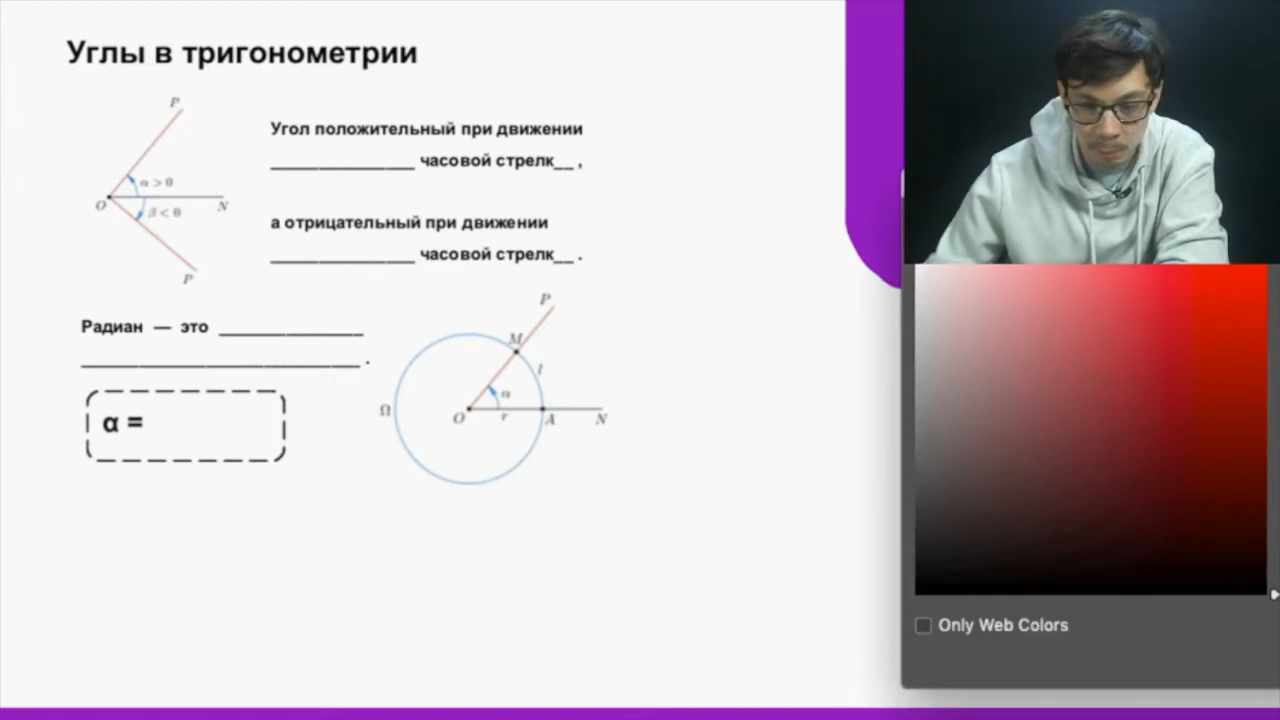 Углы в тригонометрии
P
α > 0
O
N
β < 0
P
Угол положительный при движении
_______________ часовой стрелк__ ,
а отрицательный при движении
_______________ часовой стрелк__ .
Радиан — это _______________
_____________________________ .
α =
P
M
l
α
Ω
O
r
A
N
Only Web Colors